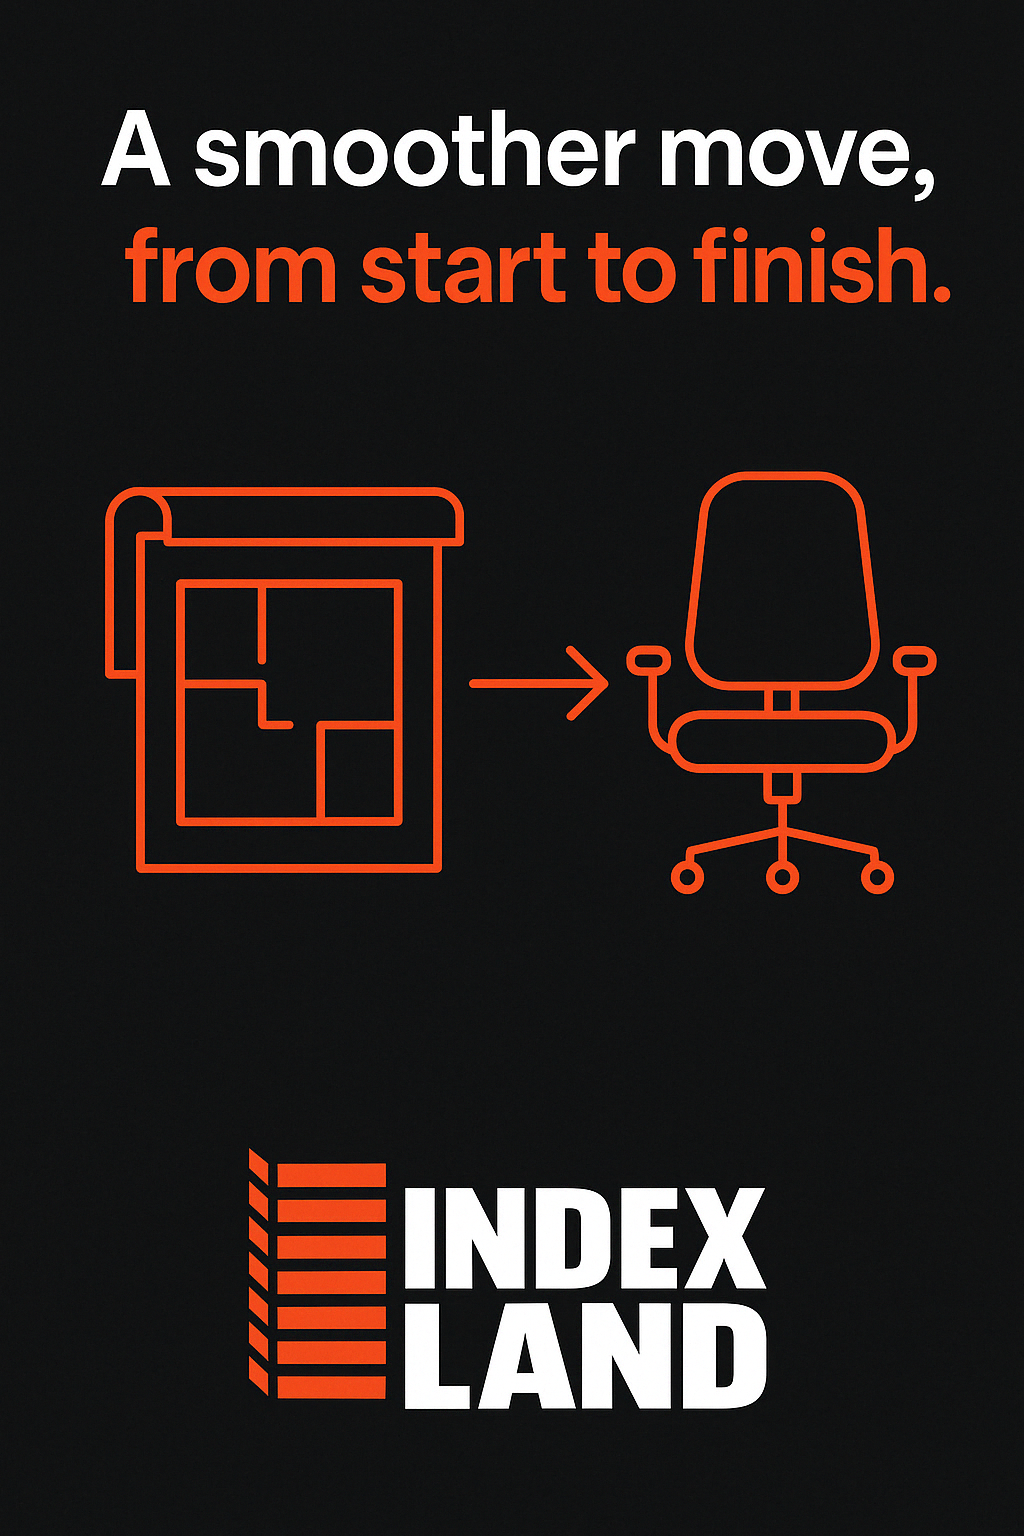 A smoother move,
from start to finish.
INDEX
LAND